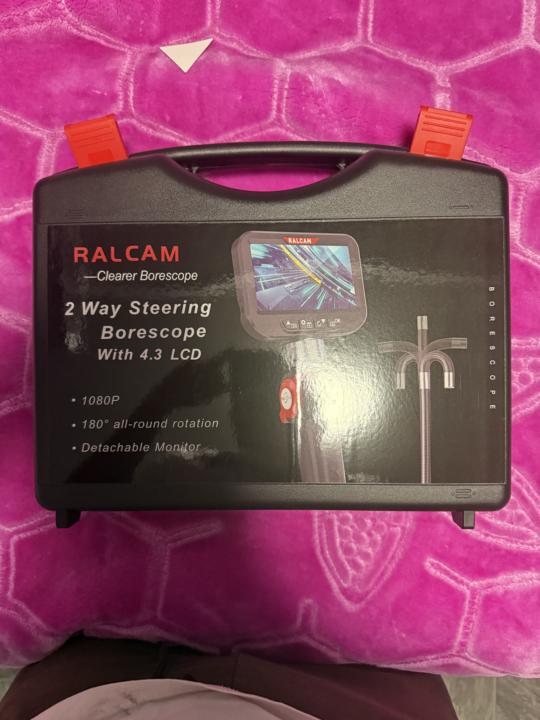 RALCAM
—Clearer Borescope
2 Way Steering
Borescope
With 4.3 LCD
• 1080P
• 180° all-round rotation
• Detachable Monitor
RALCAM
BORESCOPE